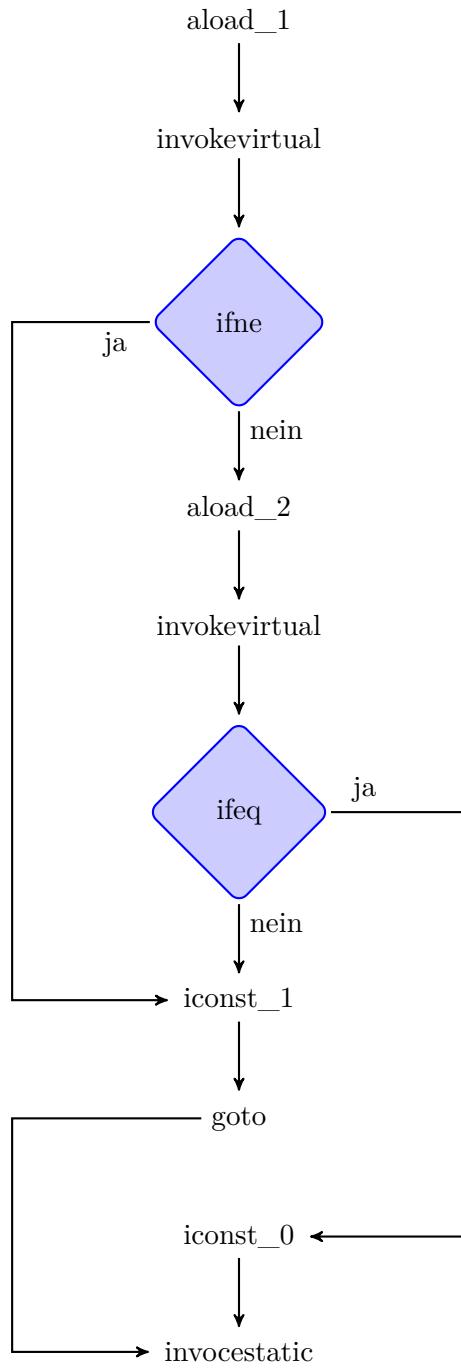 aload_1
invokevirtual
ifne
ja
nein
aload_2
invokevirtual
ja
ifeq
nein
iconst_1
goto
iconst_0
invocestatic